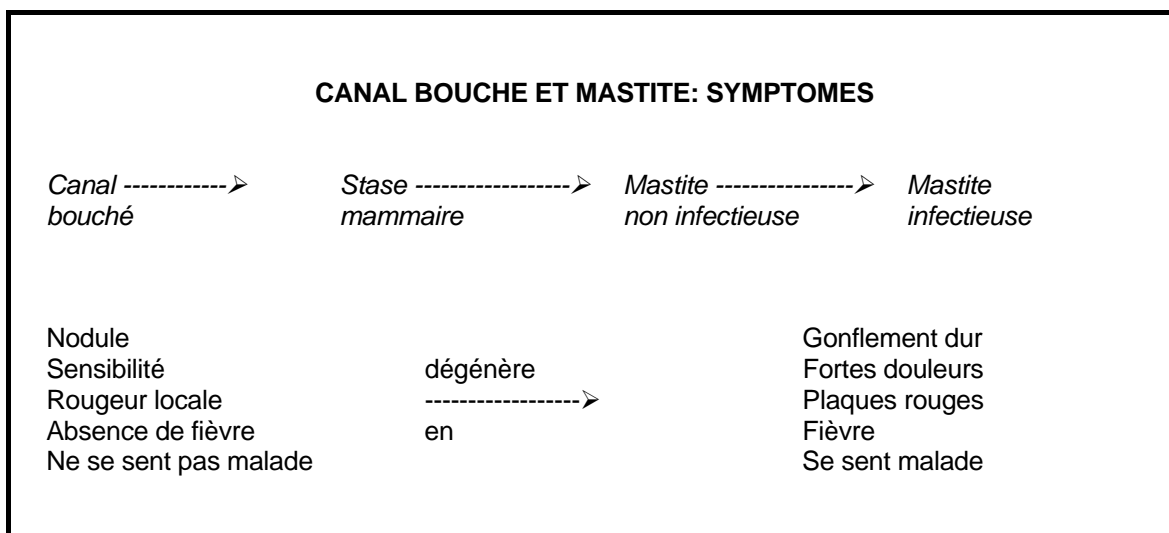 CANAL BOUCHE ET MASTITE: SYMPTOMES
Canal ------------➢ Stase ------------------➢ Mastite ----------------➢ Mastite
bouché mammaire non infectieuse infectieuse
Nodule Gonflement dur
Sensibilité dégénère Fortes douleurs
Rougeur locale ------------------➢ Plaques rouges
Absence de fièvre en Fièvre
Ne se sent pas malade Se sent malade